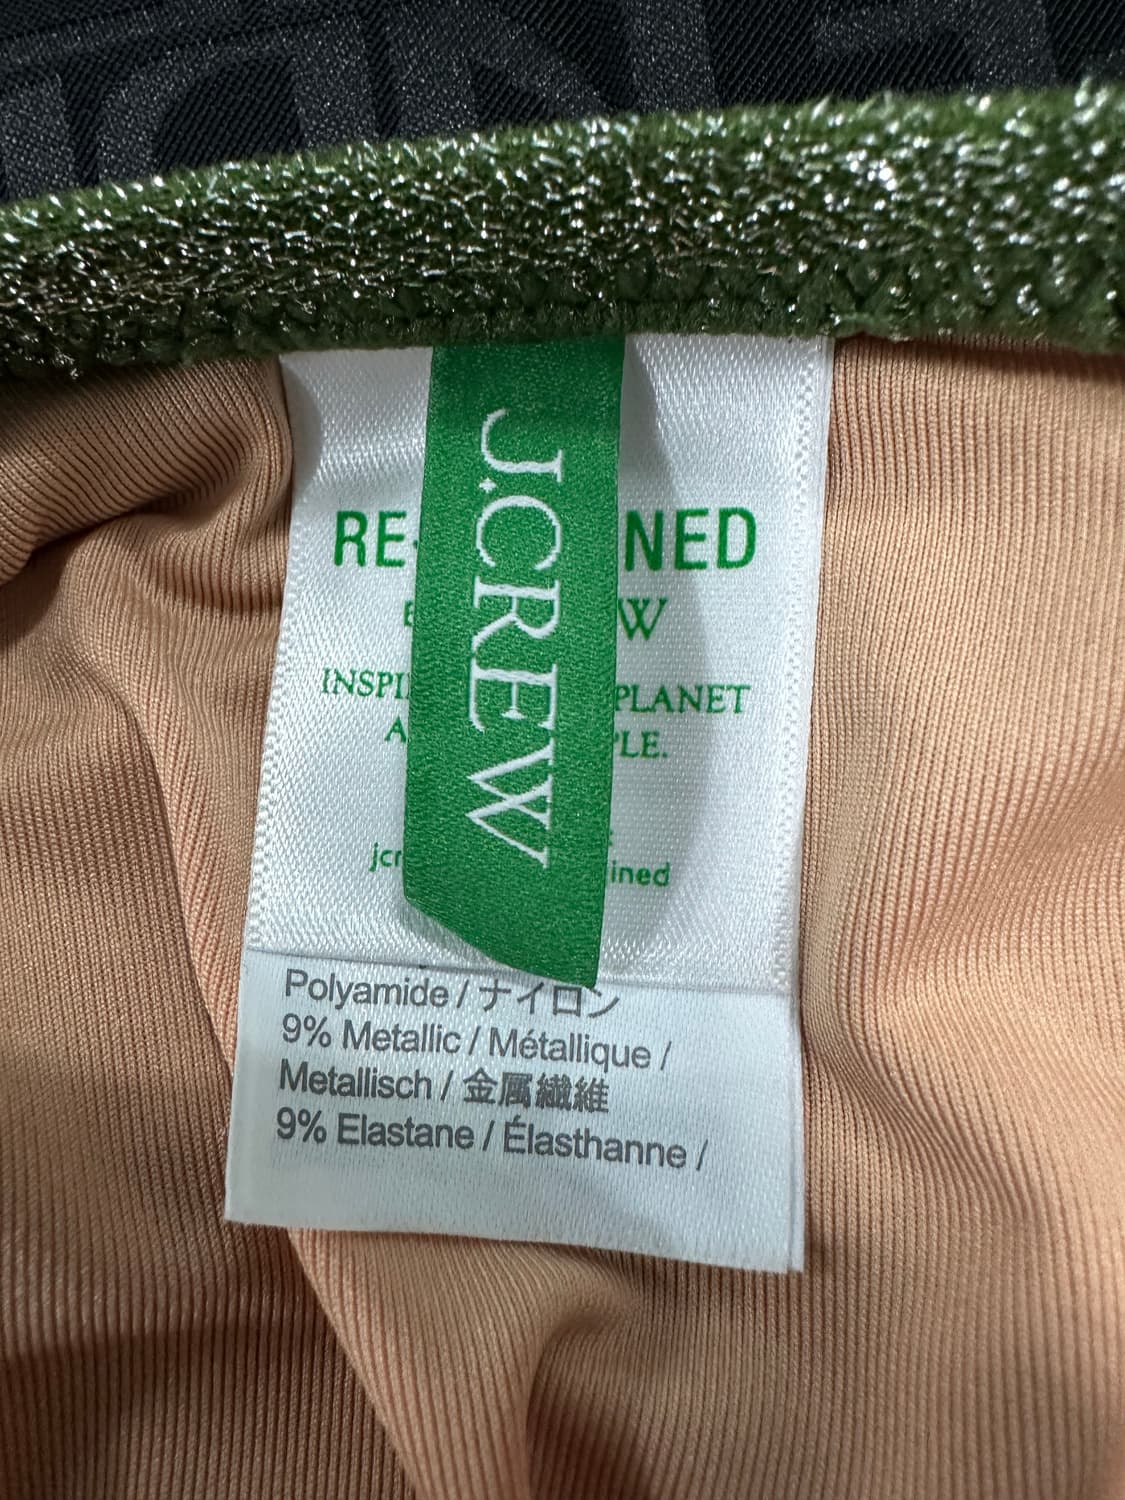 J.CREW
RE- NED
W
INSPI PLANET
A PLE.
jcr ined
Polyamide / ナイロン
9% Metallic / Métallique /
Metallisch / 金属繊維
9% Elastane / Élasthanne /